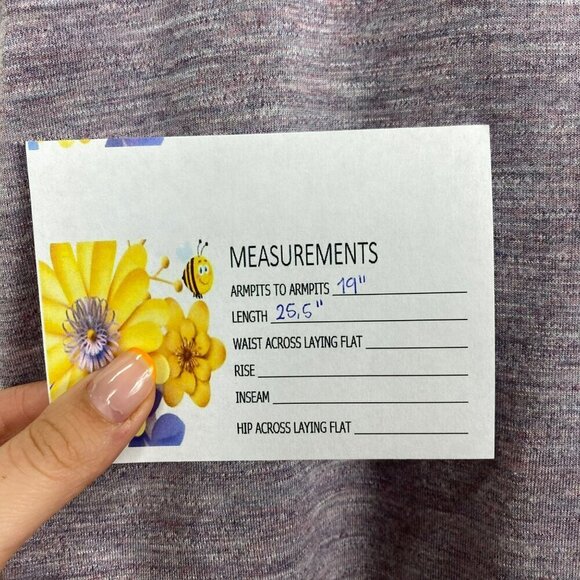 MEASUREMENTS
ARMPITS TO ARMPITS 19"
LENGTH 25,5"
WAIST ACROSS LAYING FLAT
RISE
INSEAM
HIP ACROSS LAYING FLAT